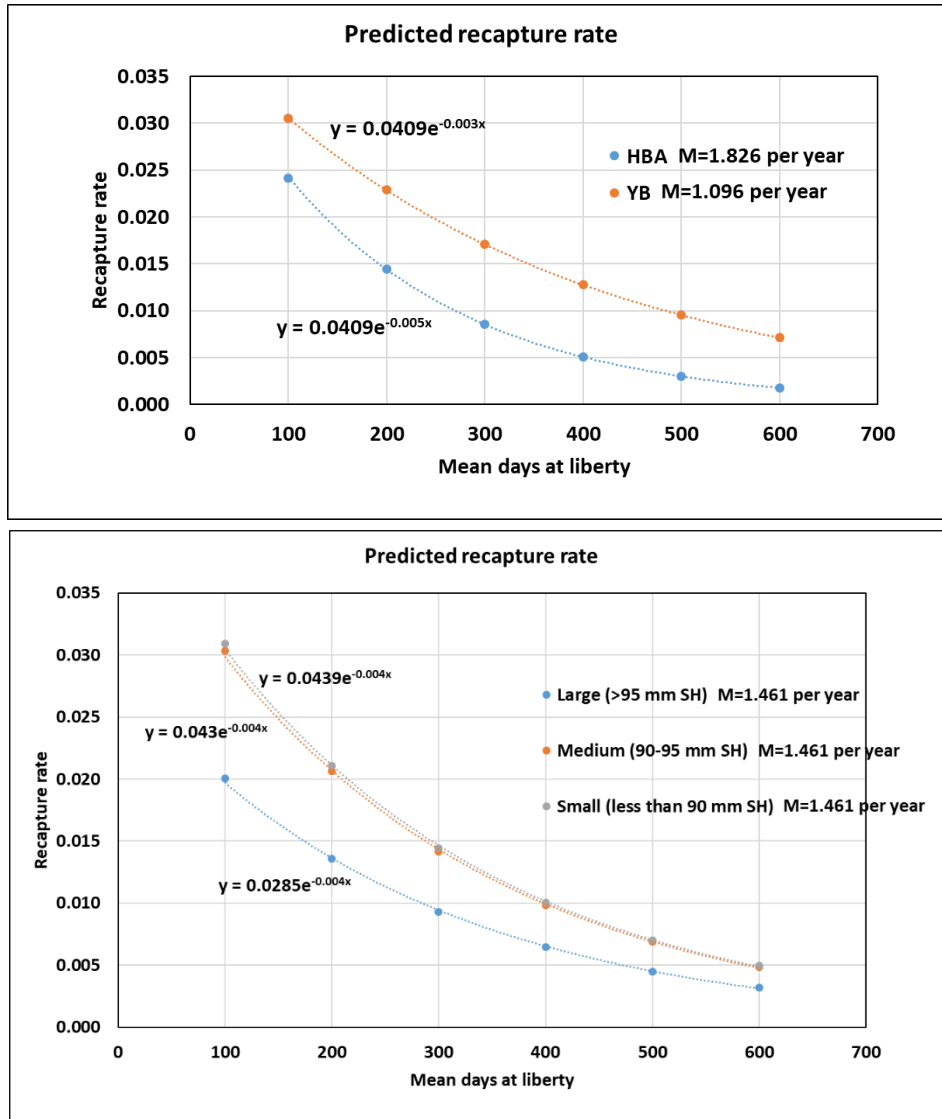 Predicted recapture rate
0.035
0.030
0.025
0.020
0.015
0.010
0.005
0.000
Recapture rate
y = 0.0409e-0.003x
HBA M=1.826 per year
YB M=1.096 per year
y = 0.0409e-0.005x
0 100 200 300 400 500 600 700
Mean days at liberty
Predicted recapture rate
0.035
0.030
0.025
0.020
0.015
0.010
0.005
0.000
Recapture rate
y = 0.0439e-0.004x
y = 0.043e-0.004x
Large (>95 mm SH) M=1.461 per year
Medium (90-95 mm SH) M=1.461 per year
Small (less than 90 mm SH) M=1.461 per year
y = 0.0285e-0.004x
0 100 200 300 400 500 600 700
Mean days at liberty